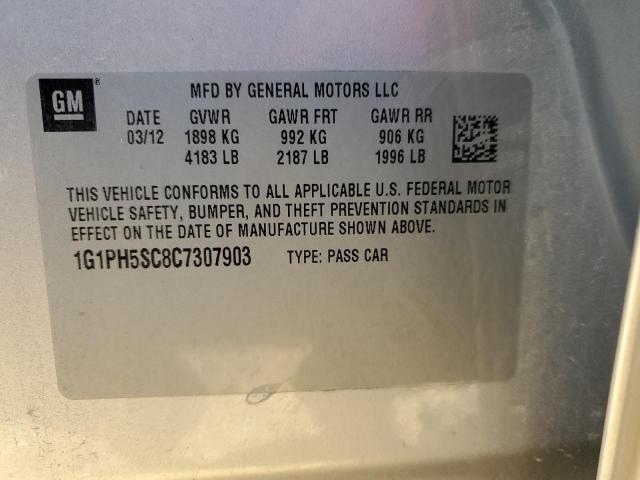 GM ®
MFD BY GENERAL MOTORS LLC
DATE GVWR GAWR FRT GAWR RR
03/12 1898 KG 992 KG 906 KG
4183 LB 2187 LB 1996 LB
THIS VEHICLE CONFORMS TO ALL APPLICABLE U.S. FEDERAL MOTOR
VEHICLE SAFETY, BUMPER, AND THEFT PREVENTION STANDARDS IN
EFFECT ON THE DATE OF MANUFACTURE SHOWN ABOVE.
1G1PH5SC8C7307903 TYPE: PASS CAR